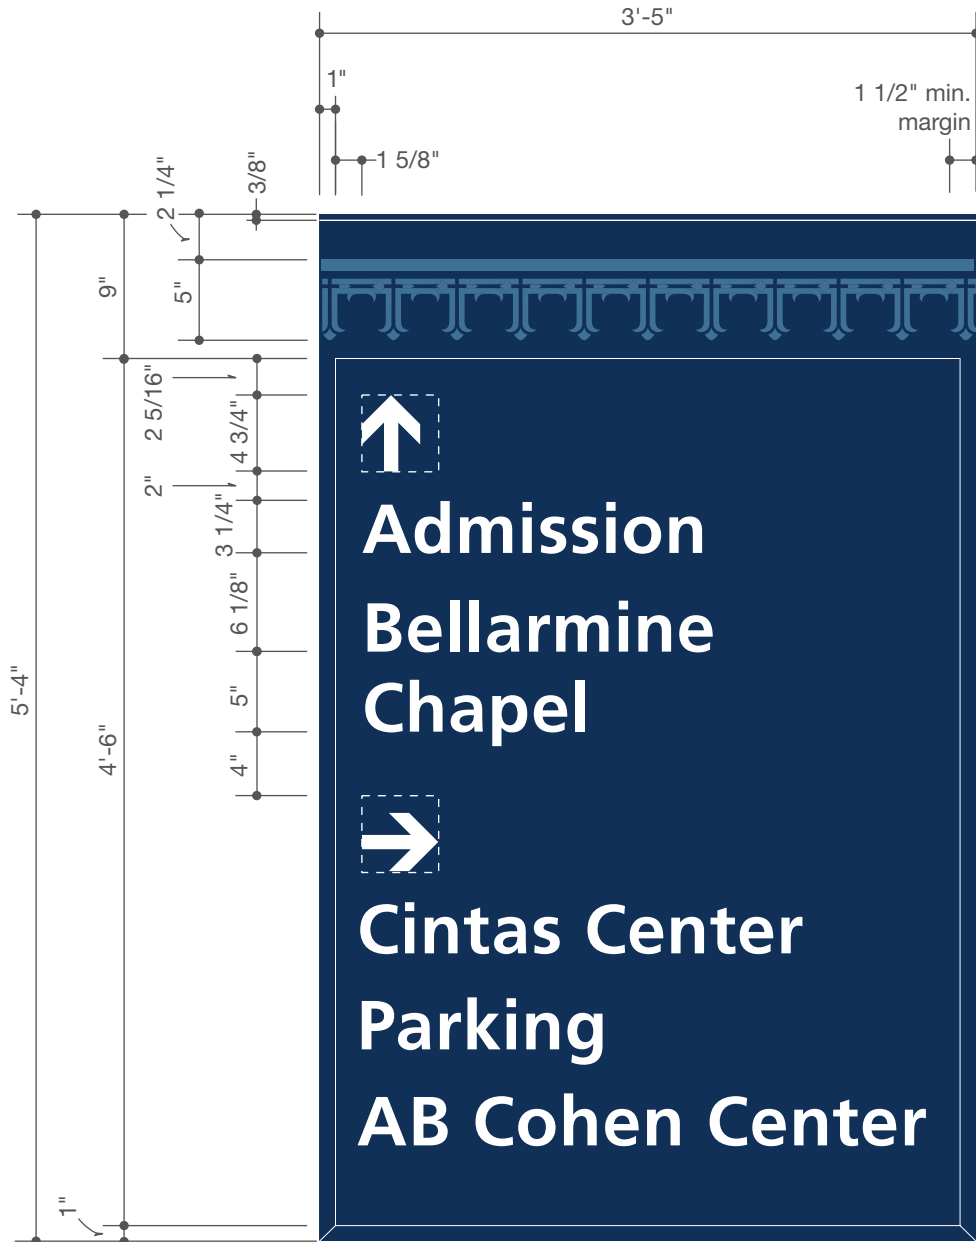 3'-5"
1"
1 1/2" min.
margin
1 5/8"
2 1/4"
3/8"
9"
5"
2 5/16"
4 3/4"
2"
3 1/4"
6 1/8"
5'-4"
5"
4'-6"
4"
1"
Admission
Bellarmine
Chapel
Cintas Center
Parking
AB Cohen Center